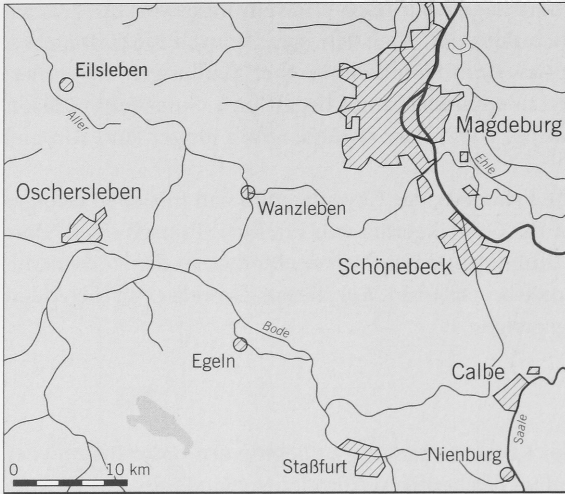 Eilsleben
Aller
Magdeburg
Ehle
Oschersleben
Wanzleben
Schönebeck
Bode
Egeln
Calbe
Saale
Staßfurt
Nienburg
0 10 km